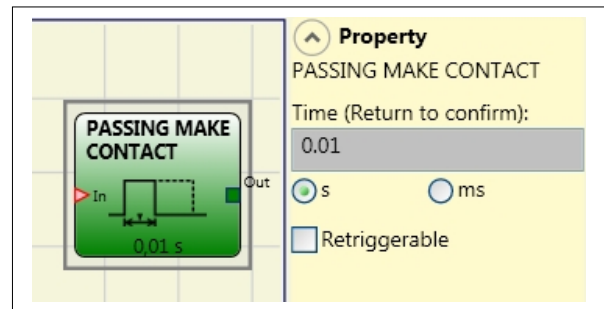 PASSING MAKE
CONTACT
In
Out
T
0,01 s
Property
PASSING MAKE CONTACT
Time (Return to confirm):
0.01
s
ms
Retriggerable